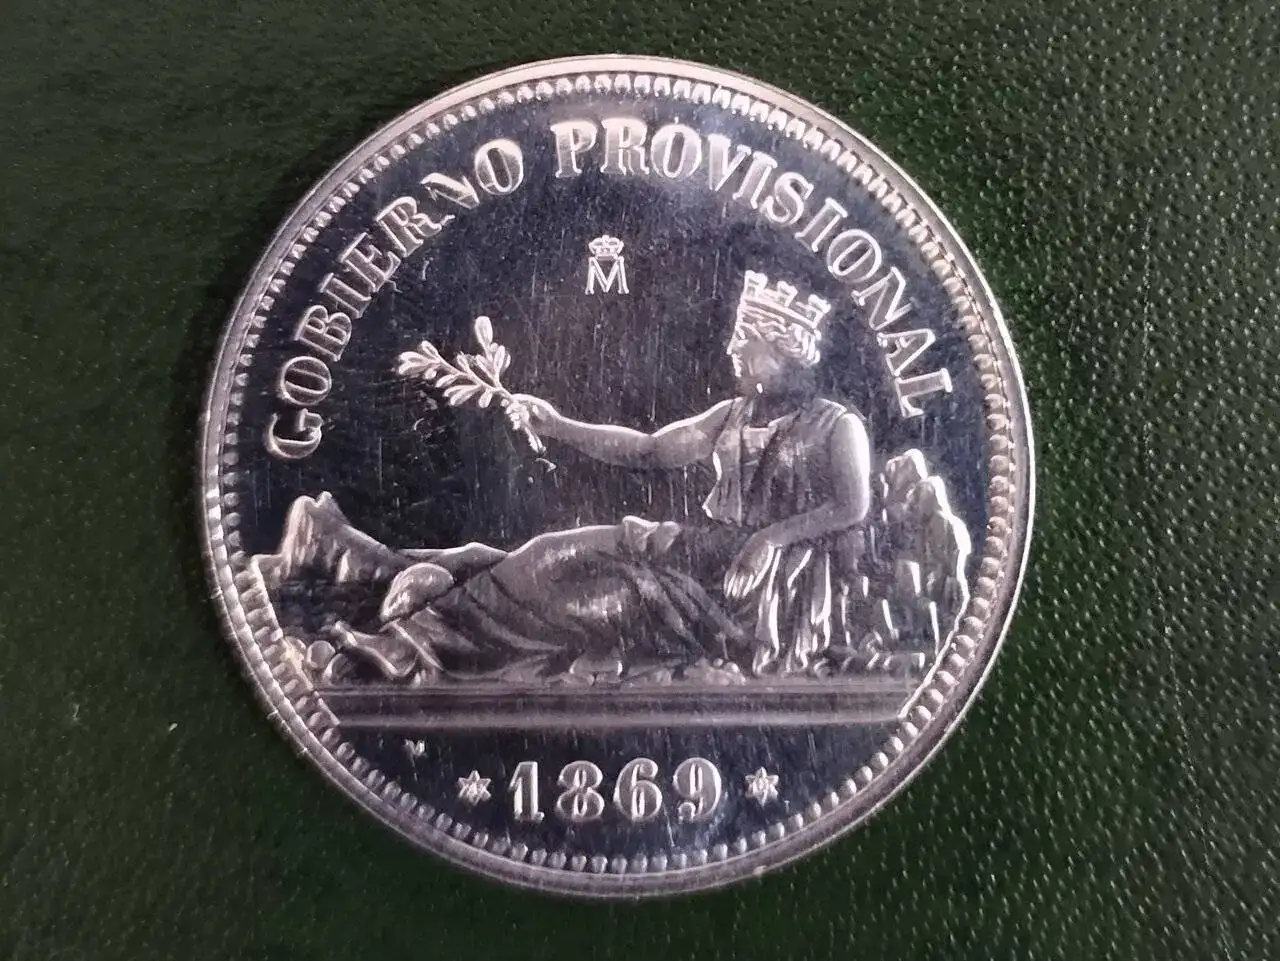 GOBIERNO PROVISIONAL
M
* 1869 *